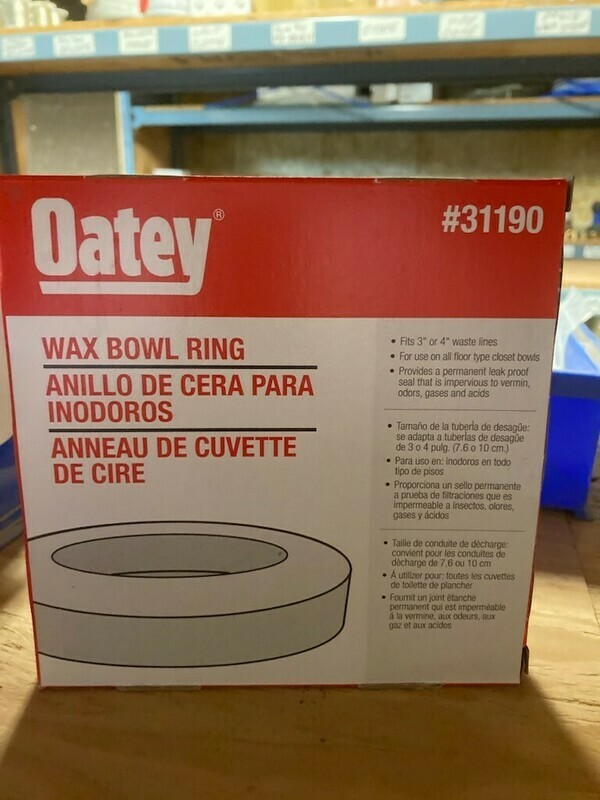 Oatey®
#31190
WAX BOWL RING
ANILLO DE CERA PARA
INODOROS
ANNEAU DE CUVETTE
DE CIRE
• Fits 3" or 4" waste lines
• For use on all floor type closet bowls
• Provides a permanent leak proof
seal that is impervious to vermin,
odors, gases and acids
• Tamaño de la tubería de desagüe:
se adapta a tuberías de desagüe
de 3 o 4 pulg. (7.6 o 10 cm.)
• Para uso en: inodoros en todo
tipo de pisos
• Proporciona un sello permanente
a prueba de filtraciones que es
impermeable a insectos, olores,
gases y ácidos
• Taille de conduite de décharge:
convient pour les conduites de
décharge de 7,6 ou 10 cm
• À utilizer pour: toutes les cuvettes
de toilette de plancher
• Fournit un joint étanche
permanent qui est imperméable
à la vermine, aux odeurs, aux
gaz et aux acides